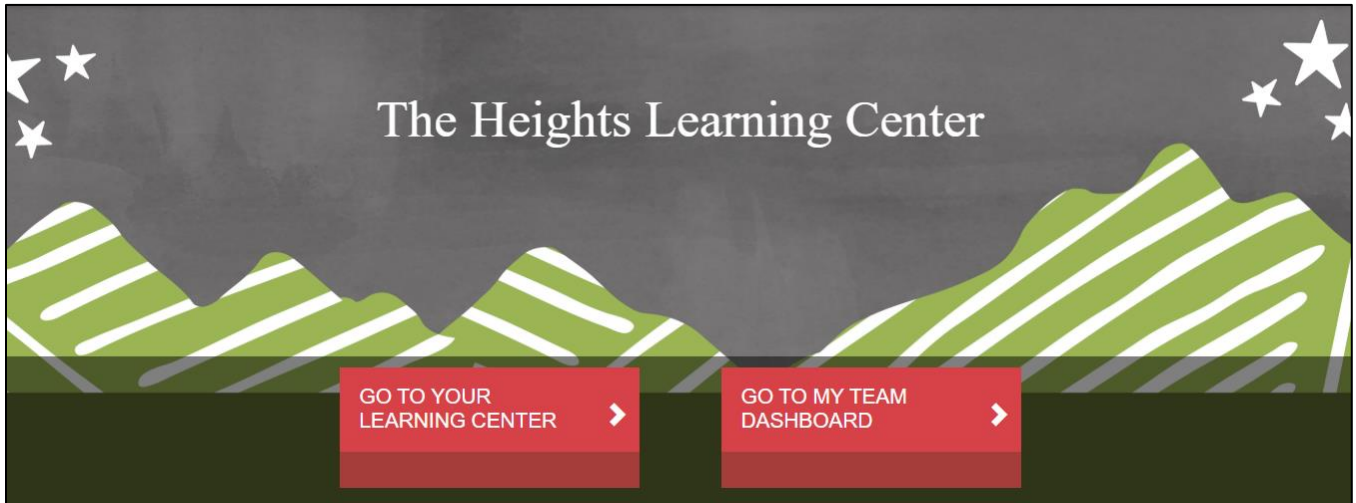 The Heights Learning Center
GO TO YOUR
LEARNING CENTER
GO TO MY TEAM
DASHBOARD